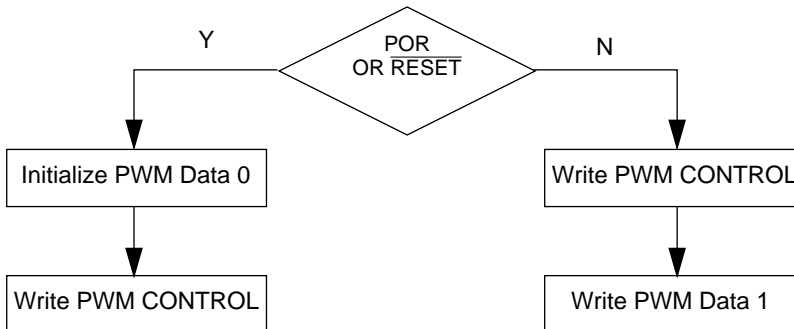 Y
POR
OR RESET
N
Initialize PWM Data 0
Write PWM CONTROL
Write PWM CONTROL
Write PWM Data 1